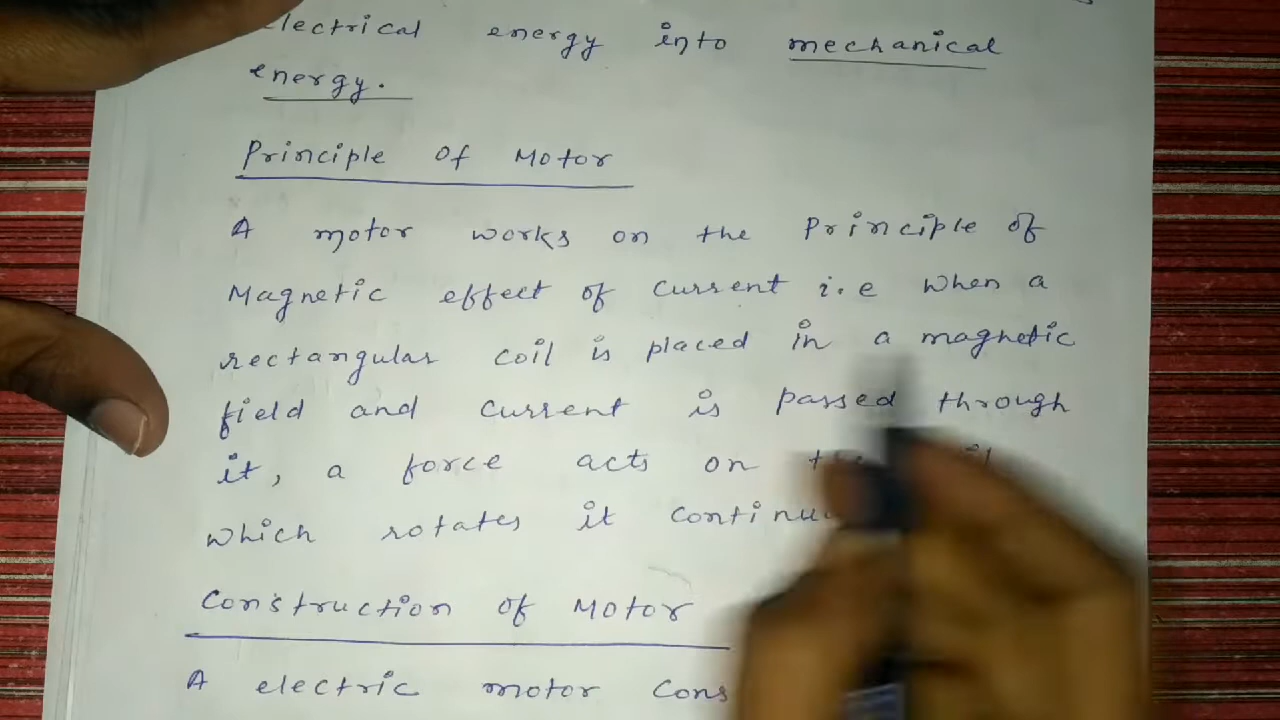 electrical energy into mechanical
energy.
Principle of Motor
A motor works on the Principle of
Magnetic effect of current i.e when a
rectangular coil is placed in a magnetic
field and current is passed through
it, a force acts on the
which rotates it
Construction of Motor
A electric motor